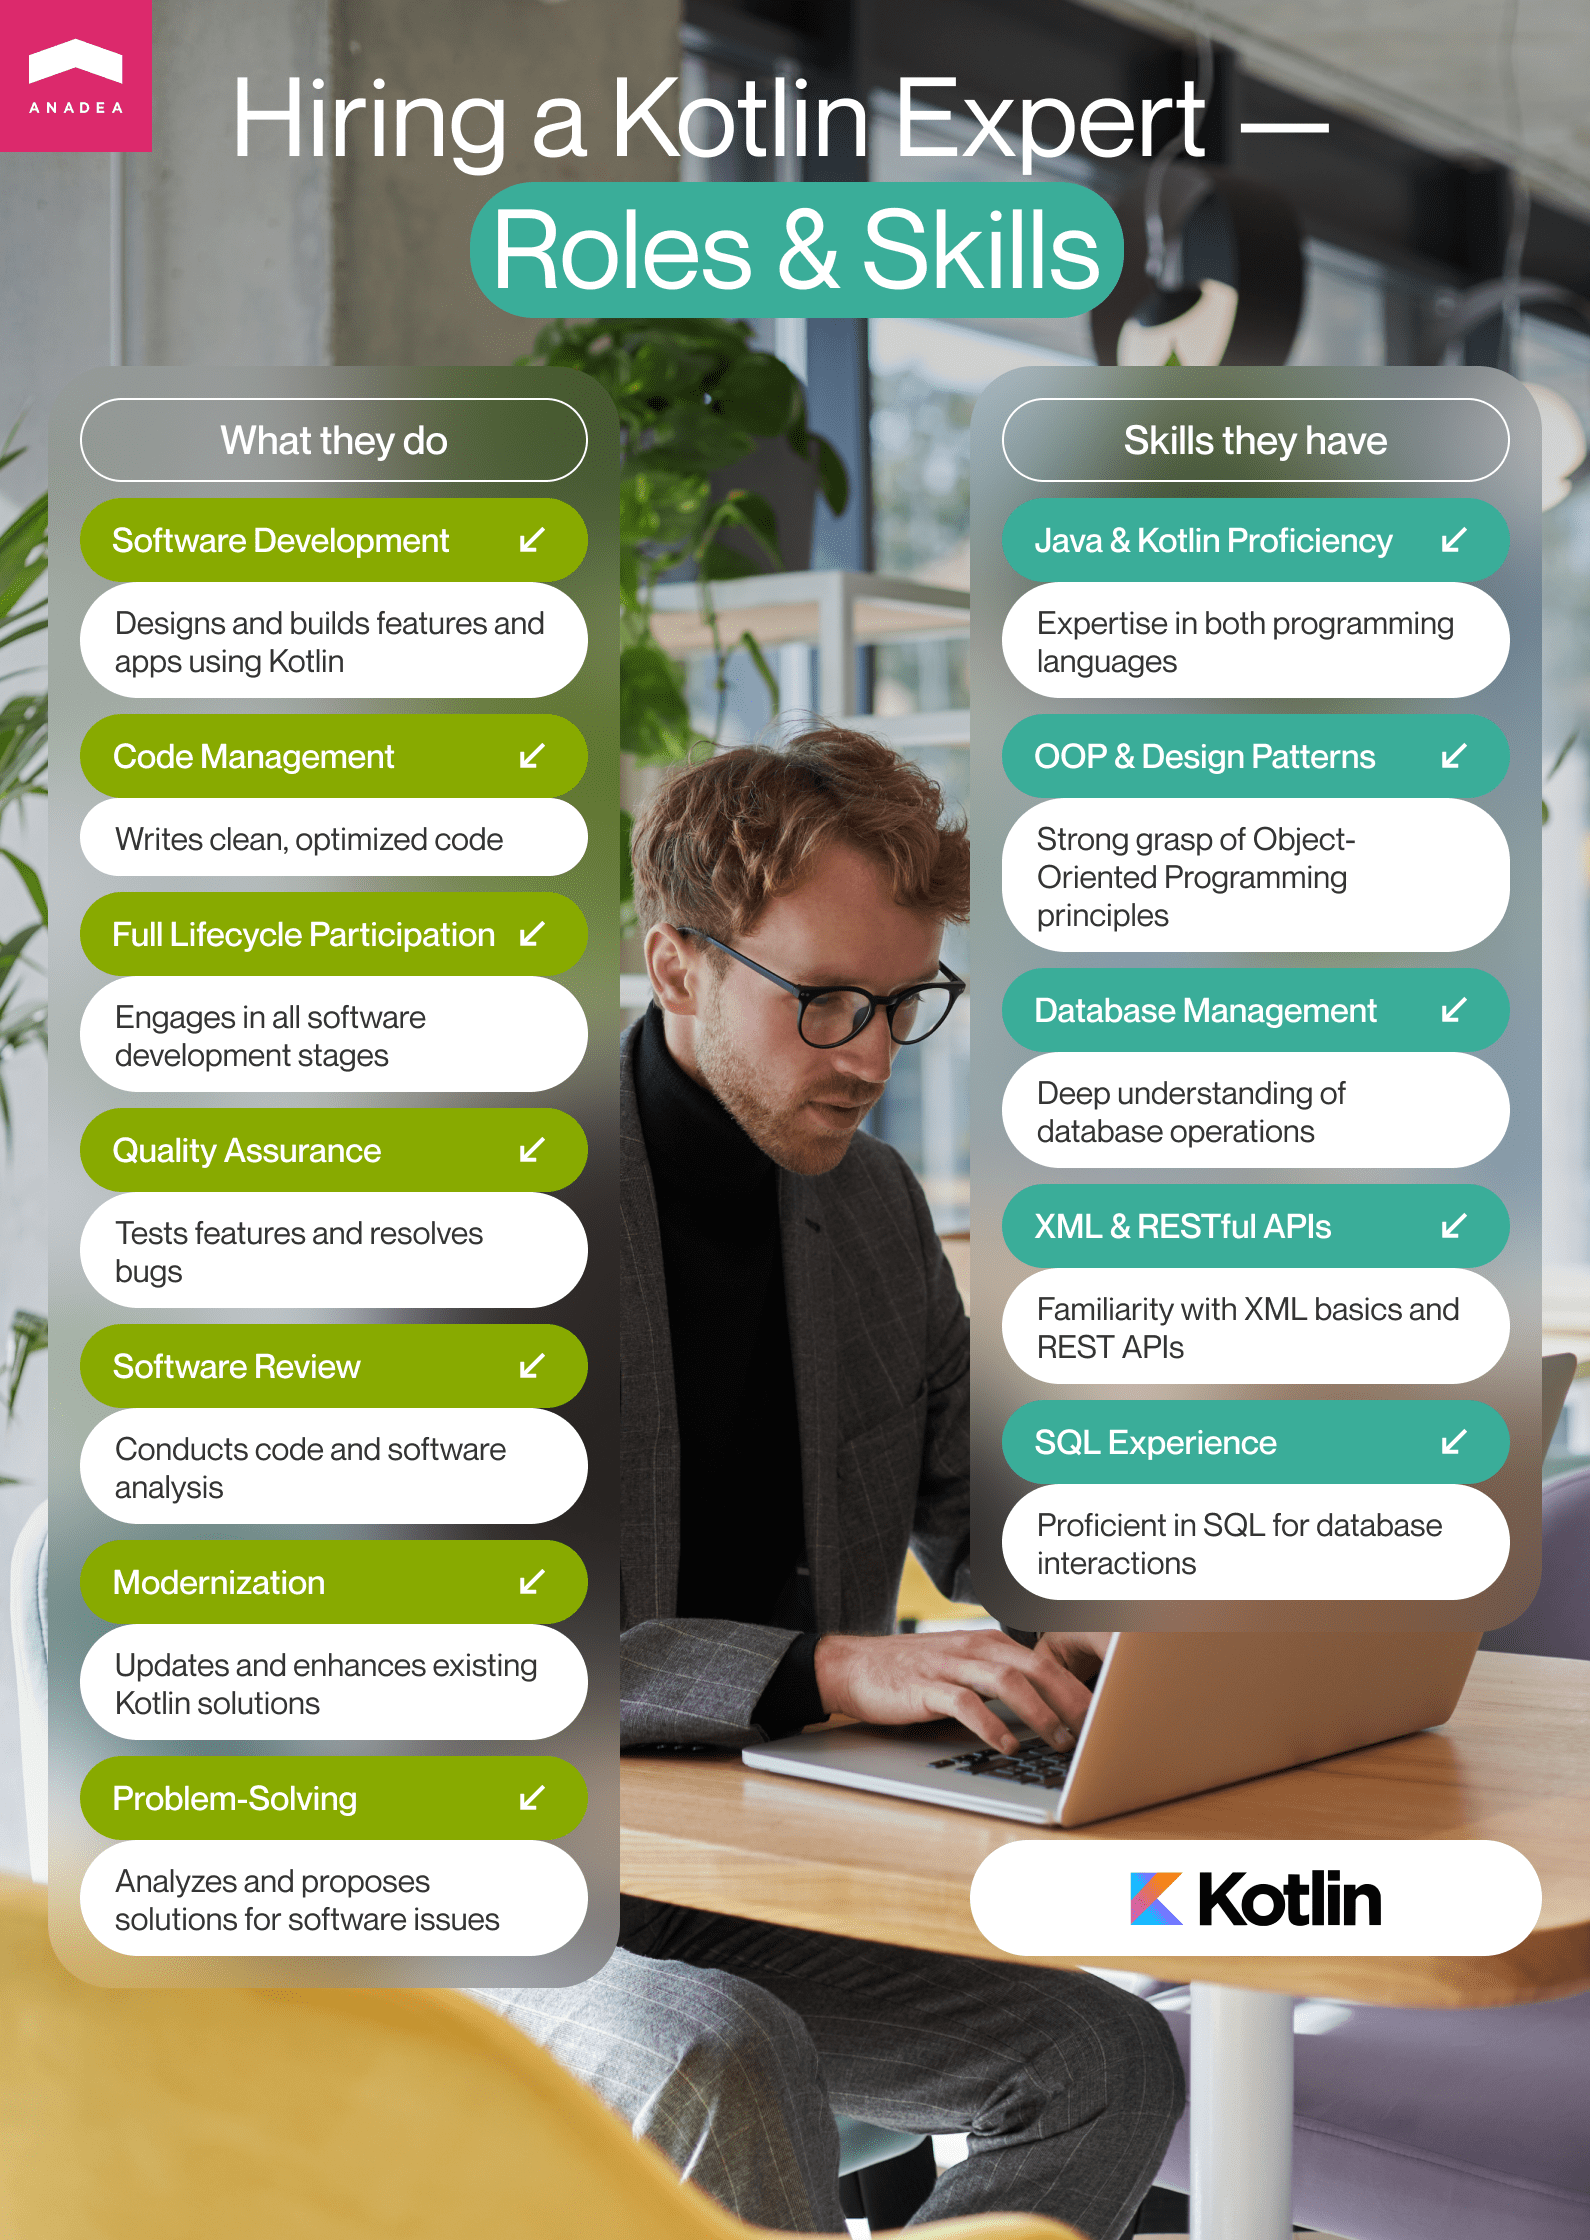 ANADEA
Hiring a Kotlin Expert —
Roles & Skills
What they do
Software Development
Designs and builds features and
apps using Kotlin
Code Management
Writes clean, optimized code
Full Lifecycle Participation
Engages in all software
development stages
Quality Assurance
Tests features and resolves
bugs
Software Review
Conducts code and software
analysis
Modernization
Updates and enhances existing
Kotlin solutions
Problem-Solving
Analyzes and proposes
solutions for software issues
Skills they have
Java & Kotlin Proficiency
Expertise in both programming
languages
OOP & Design Patterns
Strong grasp of Object-
Oriented Programming
principles
Database Management
Deep understanding of
database operations
XML & RESTful APIs
Familiarity with XML basics and
REST APIs
SQL Experience
Proficient in SQL for database
interactions
Kotlin